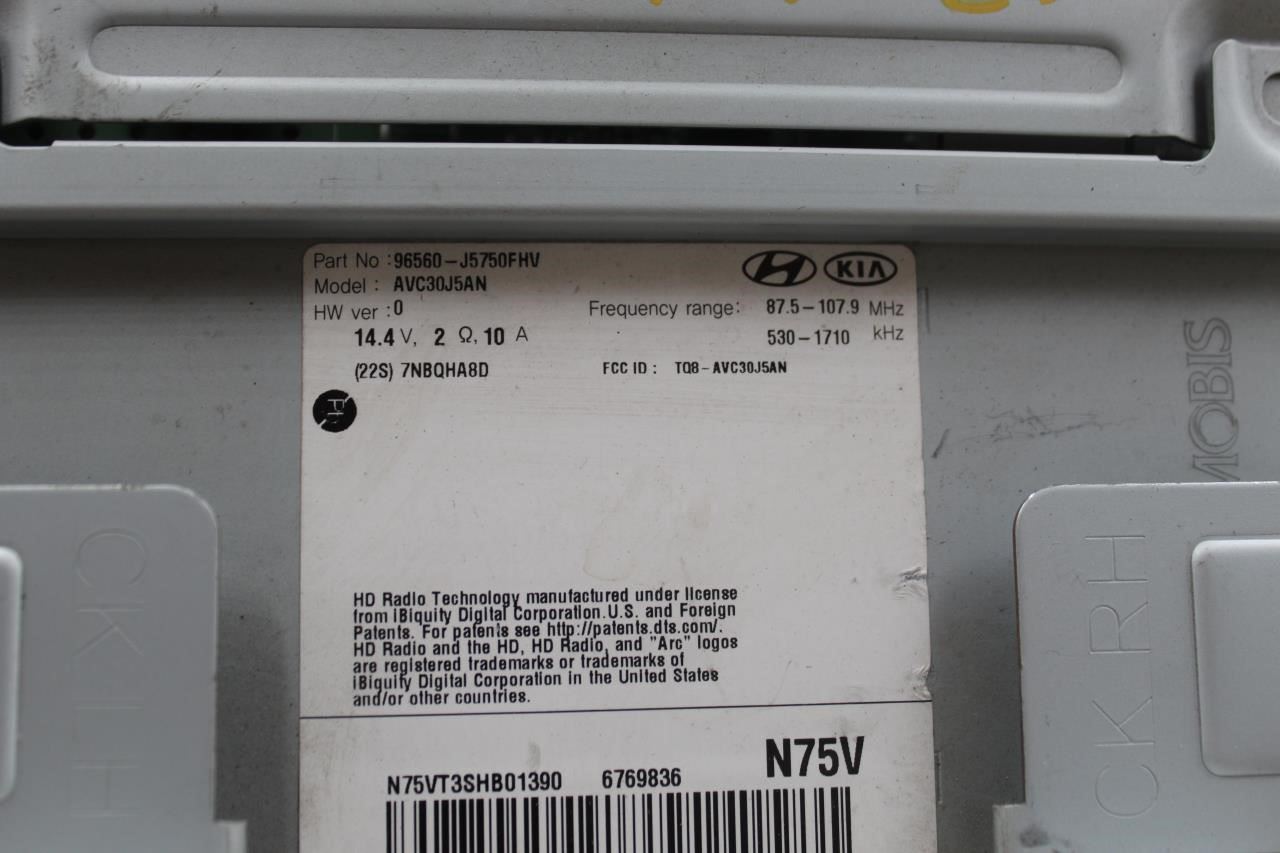 Part No : 96560-J5750FHV
Model : AVC30J5AN
HW ver : 0
14.4 V, 2 Ω, 10 A
(22S) 7NBQHA8D
HYUNDAI KIA
Frequency range: 87.5-107.9 MHz
530-1710 kHz
FCC ID : TQ8-AVC30J5AN
HD Radio Technology manufactured under license
from iBiquity Digital Corporation.U.S. and Foreign
Patents. For patents see http://patents.dts.com/.
HD Radio and the HD, HD Radio, and "Arc" logos
are registered trademarks or trademarks of
iBiquity Digital Corporation in the United States
and/or other countries.
N75V
N75VT3SHB01390 6769836
MOBIS
CK LH
CK RH